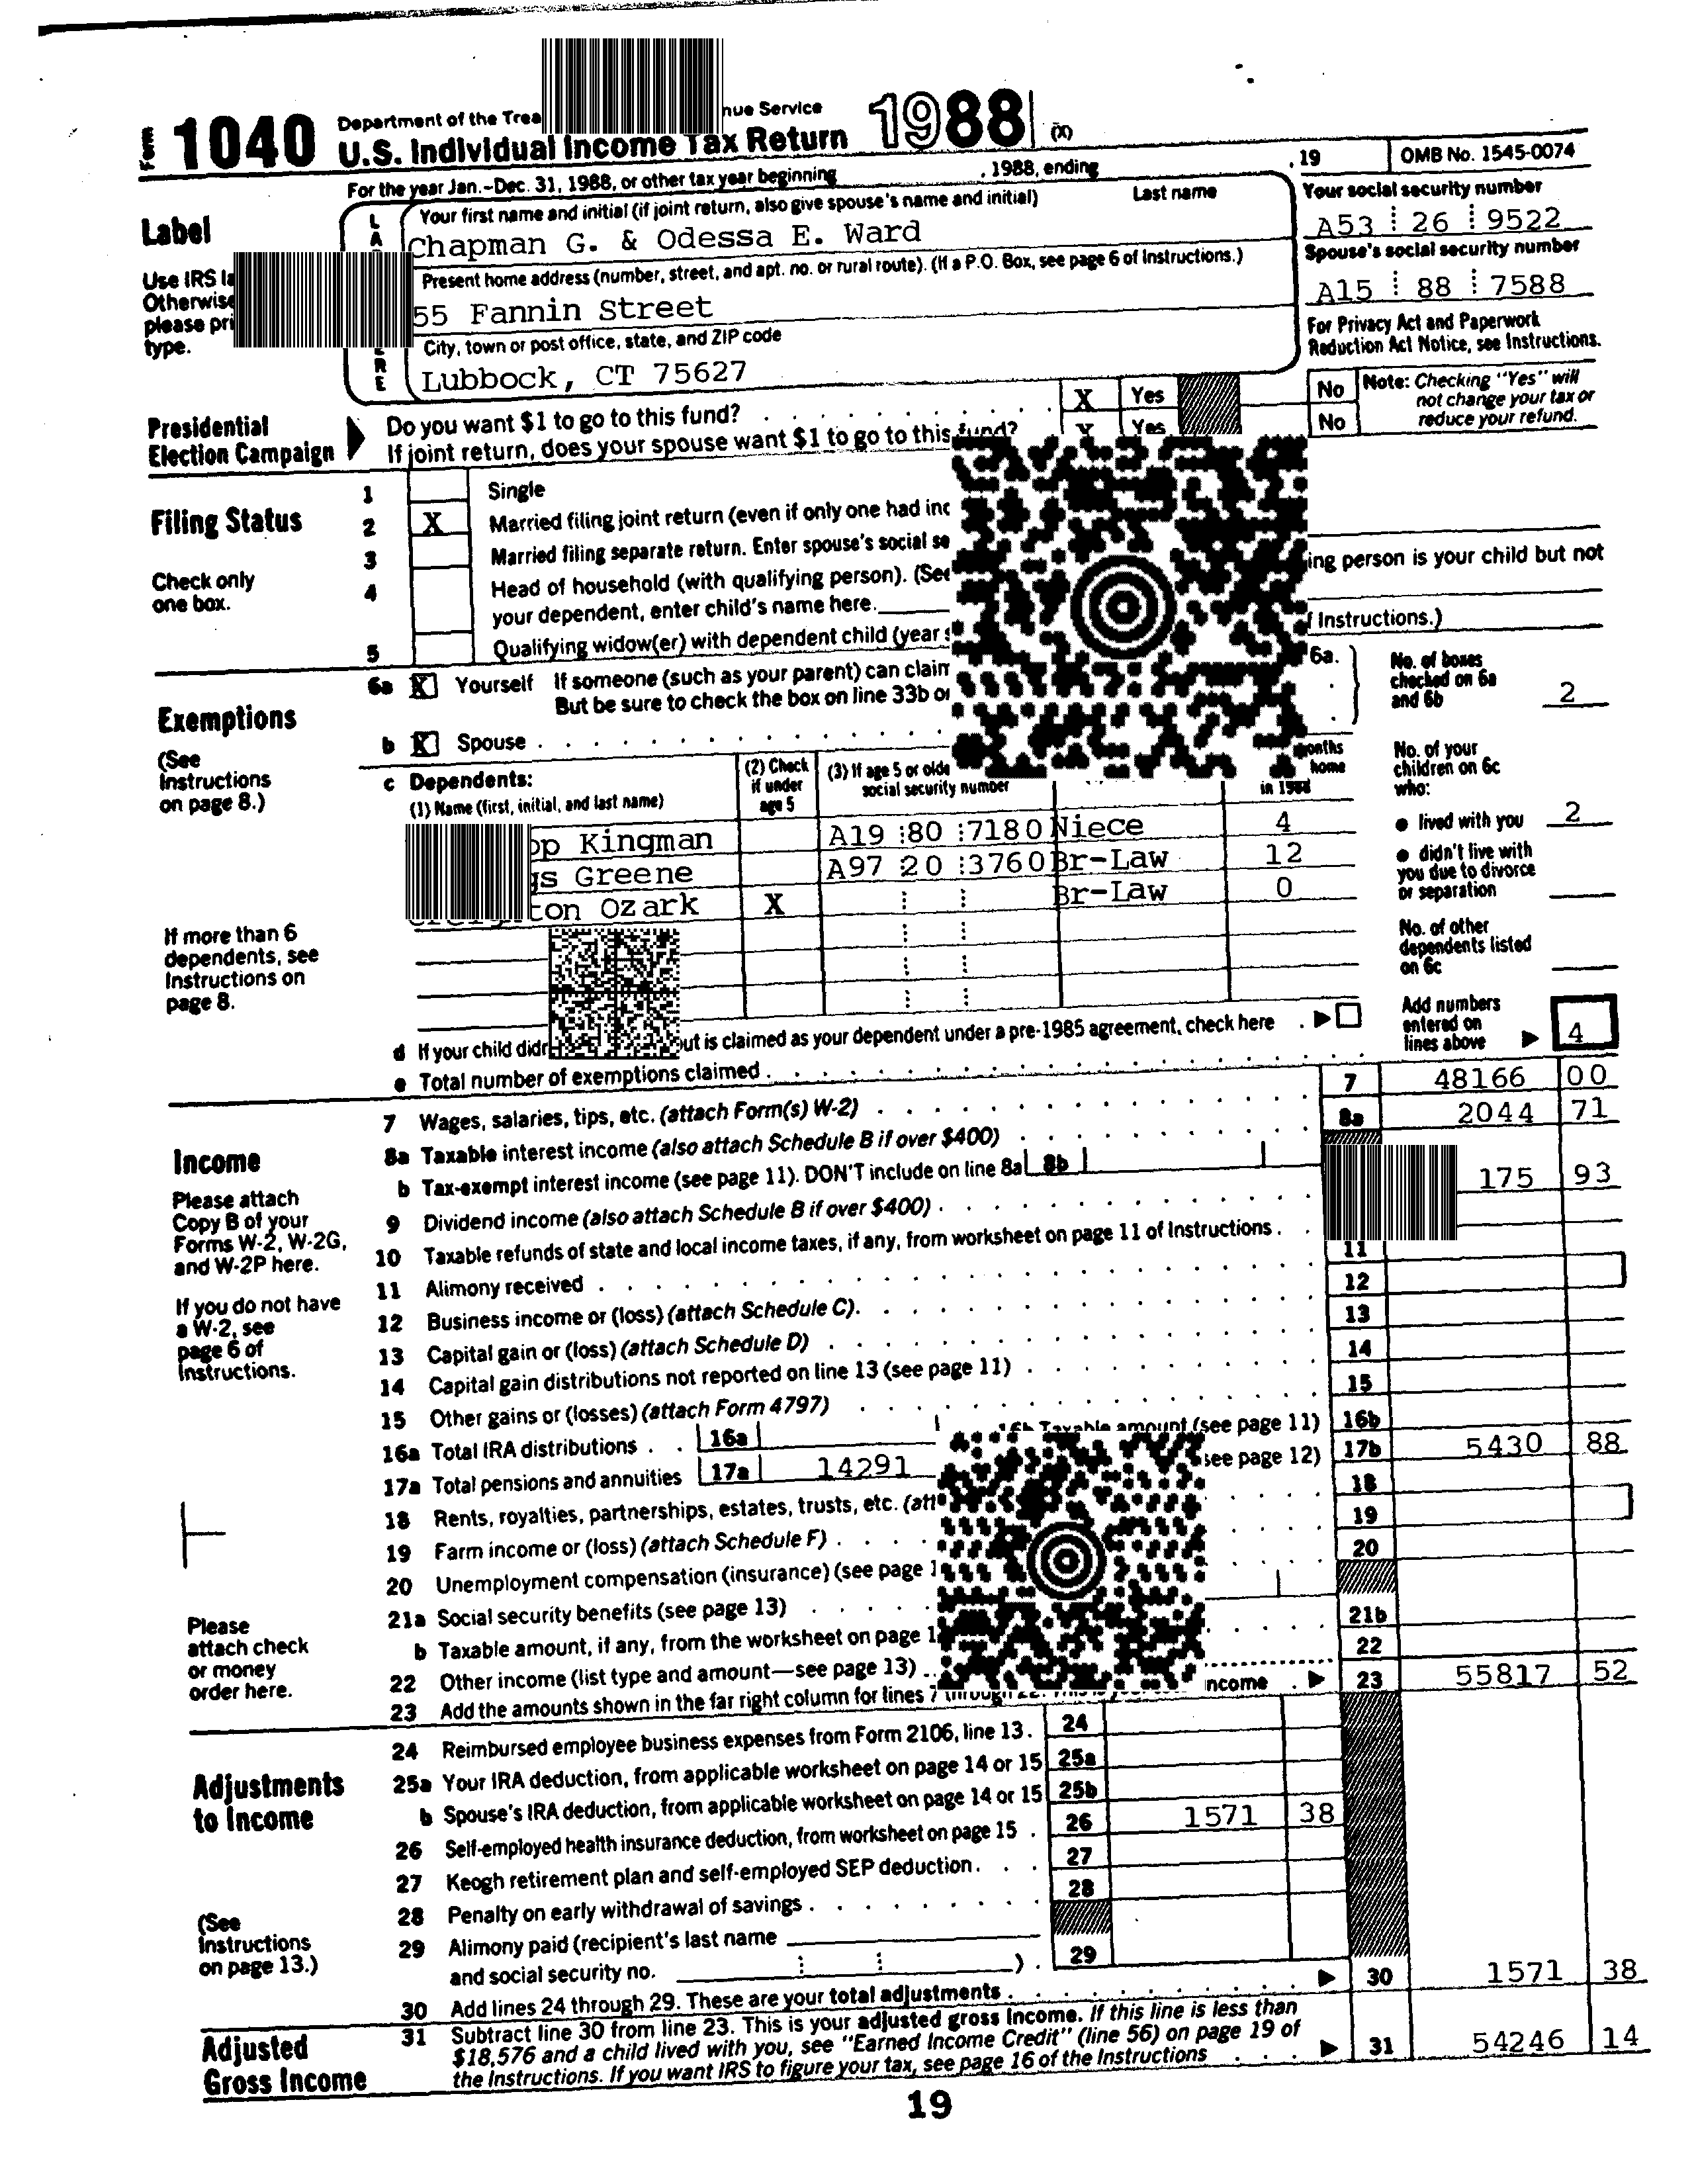 Form 1040 Department of the Trea nue Service
U.S. Individual Income Tax Return 1988 (X)
For the year Jan.-Dec. 31, 1988, or other tax year beginning , 1988, ending , 19 OMB No. 1545-0074
Label
Use IRS la
Otherwise
please pri
type.
L
A
E
R
E
Your first name and initial (if joint return, also give spouse's name and initial) Last name
Chapman G. & Odessa E. Ward
Present home address (number, street, and apt. no. or rural route). (If a P.O. Box, see page 6 of Instructions.)
55 Fannin Street
City, town or post office, state, and ZIP code
Lubbock, CT 75627
Your social security number
A53 26 9522
Spouse's social security number
A15 88 7588
For Privacy Act and Paperwork
Reduction Act Notice, see Instructions.
Presidential
Election Campaign
Do you want $1 to go to this fund? X Yes No
If joint return, does your spouse want $1 to go to this fund? Yes No
Note: Checking "Yes" will
not change your tax or
reduce your refund.
Filing Status
Check only
one box.
1 Single
2 X Married filing joint return (even if only one had inc
3 Married filing separate return. Enter spouse's social se
4 Head of household (with qualifying person). (See ing person is your child but not
your dependent, enter child's name here.
5 Qualifying widow(er) with dependent child (year Instructions.)
Exemptions
(See
Instructions
on page 8.)
6a X Yourself If someone (such as your parent) can claim 6a.
But be sure to check the box on line 33b or
b X Spouse
c Dependents:
(1) Name (first, initial, and last name)
(2) Check
if under
age 5
(3) If age 5 or olde
social security number
months
home
in 1988
op Kingman A19 80 7180 Niece 4
gs Greene A97 20 3760 Br-Law 12
ton Ozark X Br-Law 0
If more than 6
dependents, see
Instructions on
page 8.
No. of boxes
checked on 6a
and 6b 2
No. of your
children on 6c
who:
● lived with you 2
● didn't live with
you due to divorce
or separation
No. of other
dependents listed
on 6c
Add numbers
entered on
lines above 4
d If your child didn ut is claimed as your dependent under a pre-1985 agreement, check here
e Total number of exemptions claimed
Income
Please attach
Copy B of your
Forms W-2, W-2G,
and W-2P here.
If you do not have
a W-2, see
page 6 of
Instructions.
Please
attach check
or money
order here.
7 Wages, salaries, tips, etc. (attach Form(s) W-2) 7 48166 00
8a Taxable interest income (also attach Schedule B if over $400) 8a 2044 71
b Tax-exempt interest income (see page 11). DON'T include on line 8a 8b
9 Dividend income (also attach Schedule B if over $400) 175 93
10 Taxable refunds of state and local income taxes, if any, from worksheet on page 11 of Instructions
11 Alimony received 11
12 Business income or (loss) (attach Schedule C) 12
13 Capital gain or (loss) (attach Schedule D) 13
14 Capital gain distributions not reported on line 13 (see page 11) 14
15 Other gains or (losses) (attach Form 4797) 15
16a Total IRA distributions 16a 16b Taxable amount (see page 11) 16b
17a Total pensions and annuities 17a 14291 see page 12) 17b 5430 88
18 Rents, royalties, partnerships, estates, trusts, etc. (att 18
19 Farm income or (loss) (attach Schedule F) 19
20 Unemployment compensation (insurance) (see page 1 20
21a Social security benefits (see page 13)
b Taxable amount, if any, from the worksheet on page 1 21b
22 Other income (list type and amount—see page 13) 22
23 Add the amounts shown in the far right column for lines 7 through 22. ncome 23 55817 52
Adjustments
to Income
(See
Instructions
on page 13.)
24 Reimbursed employee business expenses from Form 2106, line 13 24
25a Your IRA deduction, from applicable worksheet on page 14 or 15 25a
b Spouse's IRA deduction, from applicable worksheet on page 14 or 15 25b
26 Self-employed health insurance deduction, from worksheet on page 15 26 1571 38
27 Keogh retirement plan and self-employed SEP deduction 27
28 Penalty on early withdrawal of savings 28
29 Alimony paid (recipient's last name
and social security no. ) 29
30 Add lines 24 through 29. These are your total adjustments 30 1571 38
Adjusted
Gross Income
31 Subtract line 30 from line 23. This is your adjusted gross income. If this line is less than
$18,576 and a child lived with you, see "Earned Income Credit" (line 56) on page 19 of
the Instructions. If you want IRS to figure your tax, see page 16 of the Instructions 31 54246 14
19